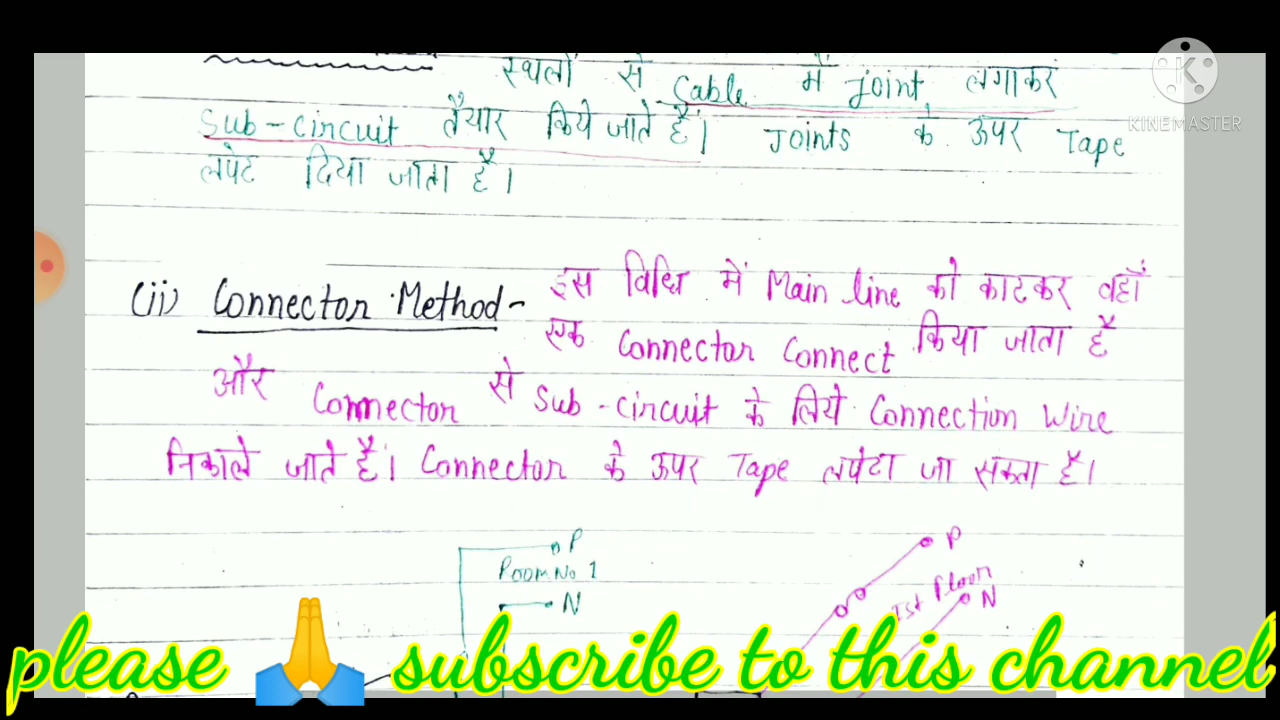 स्थलों से Cable में Joint लगाकर
Sub-circuit तैयार किये जाते हैं। Joints के ऊपर Tape
लपेट दिया जाता है।
KINEMASTER
(ii) Connector Method- इस विधि में Main line को काटकर वहाँ
एक Connector Connect किया जाता है
और Connector से Sub-circuit के लिये Connection Wire
निकाले जाते हैं। Connector के ऊपर Tape लपेटा जा सकता है।
P
Room No 1
N
P
1st floor
N
please 🙏 subscribe to this channel